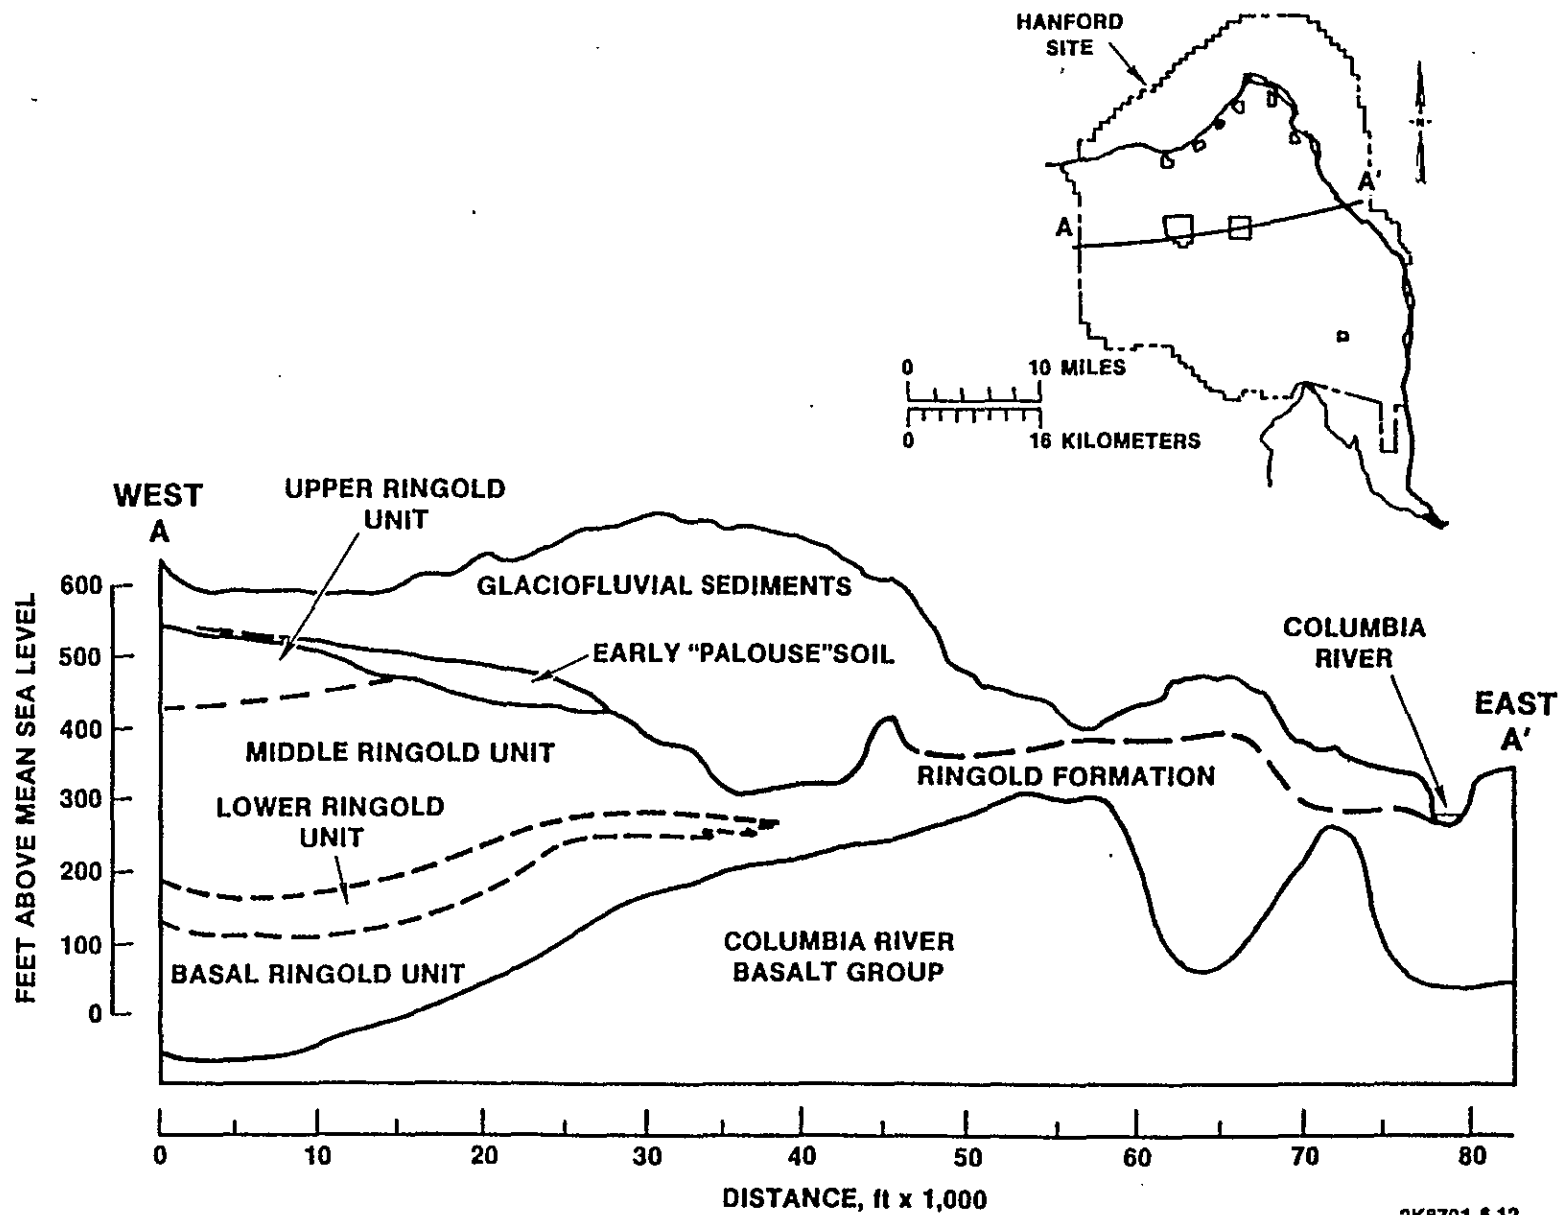 HANFORD
SITE
N
A'
A
0 10 MILES
0 16 KILOMETERS
WEST
A
UPPER RINGOLD
UNIT
GLACIOFLUVIAL SEDIMENTS
EARLY "PALOUSE"SOIL
COLUMBIA
RIVER
EAST
A'
MIDDLE RINGOLD UNIT
RINGOLD FORMATION
LOWER RINGOLD
UNIT
COLUMBIA RIVER
BASALT GROUP
BASAL RINGOLD UNIT
FEET ABOVE MEAN SEA LEVEL
600
500
400
300
200
100
0
0 10 20 30 40 50 60 70 80
DISTANCE, ft x 1,000